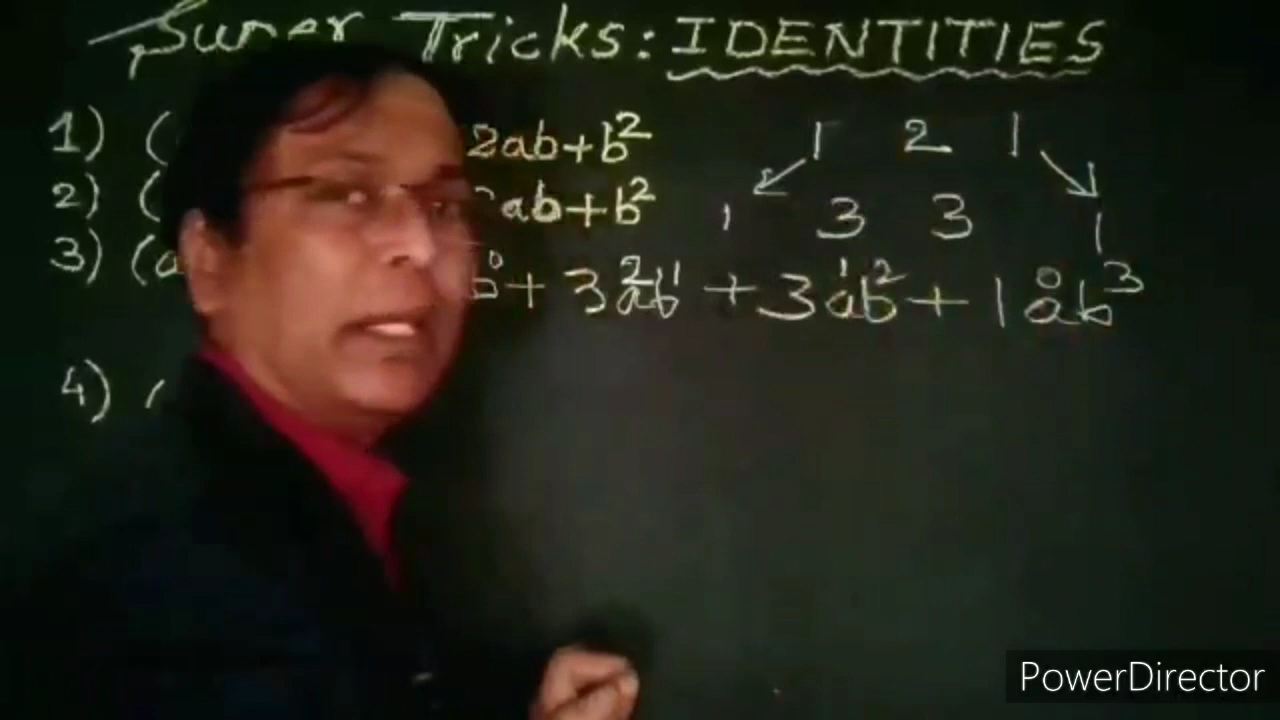 Super Tricks: IDENTITIES
1) ( 2ab+b² 1 2 1
2) ( ab+b² 1 3 3 1
3) (a b⁰+3a²b¹+3a¹b²+1a⁰b³
4) (
PowerDirector